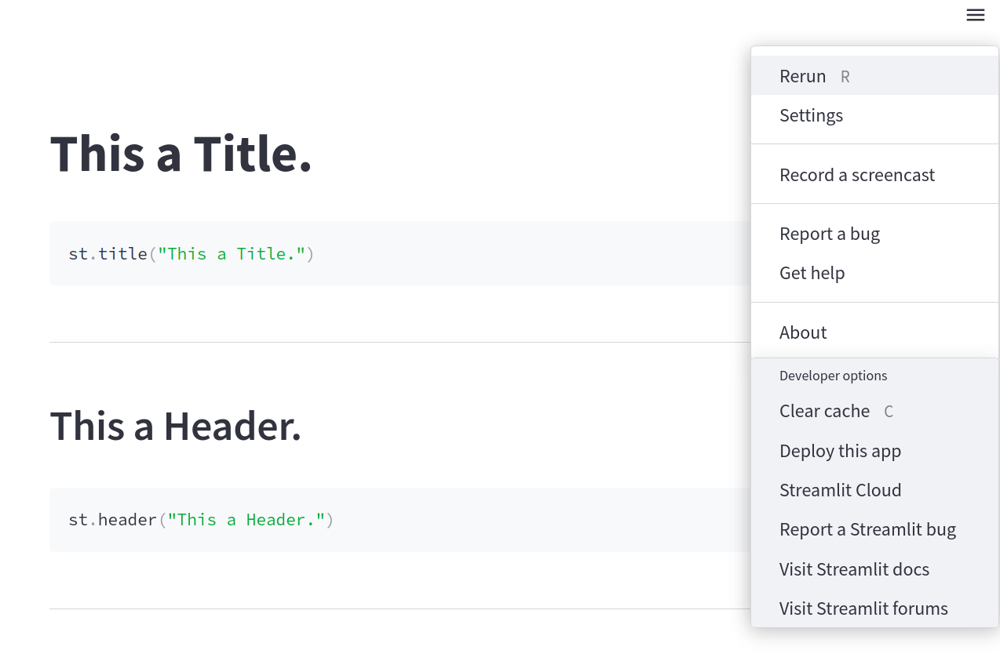 This a Title.
st.title("This a Title.")
This a Header.
st.header("This a Header.")
Rerun R
Settings
Record a screencast
Report a bug
Get help
About
Developer options
Clear cache C
Deploy this app
Streamlit Cloud
Report a Streamlit bug
Visit Streamlit docs
Visit Streamlit forums